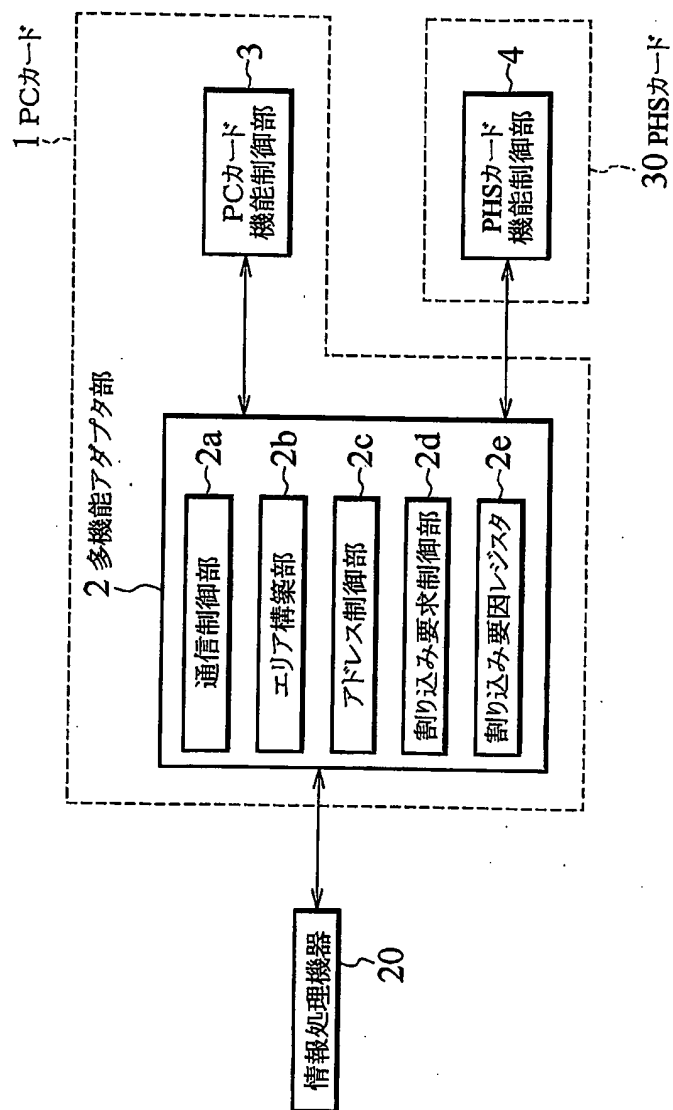 1 PCカード
2 多機能アダプタ部
通信制御部
2a
エリア構築部
2b
アドレス制御部
2c
割り込み要求制御部
2d
割り込み要因レジスタ
2e
PCカード
機能制御部
3
PHSカード
機能制御部
4
30 PHSカード
情報処理機器
20